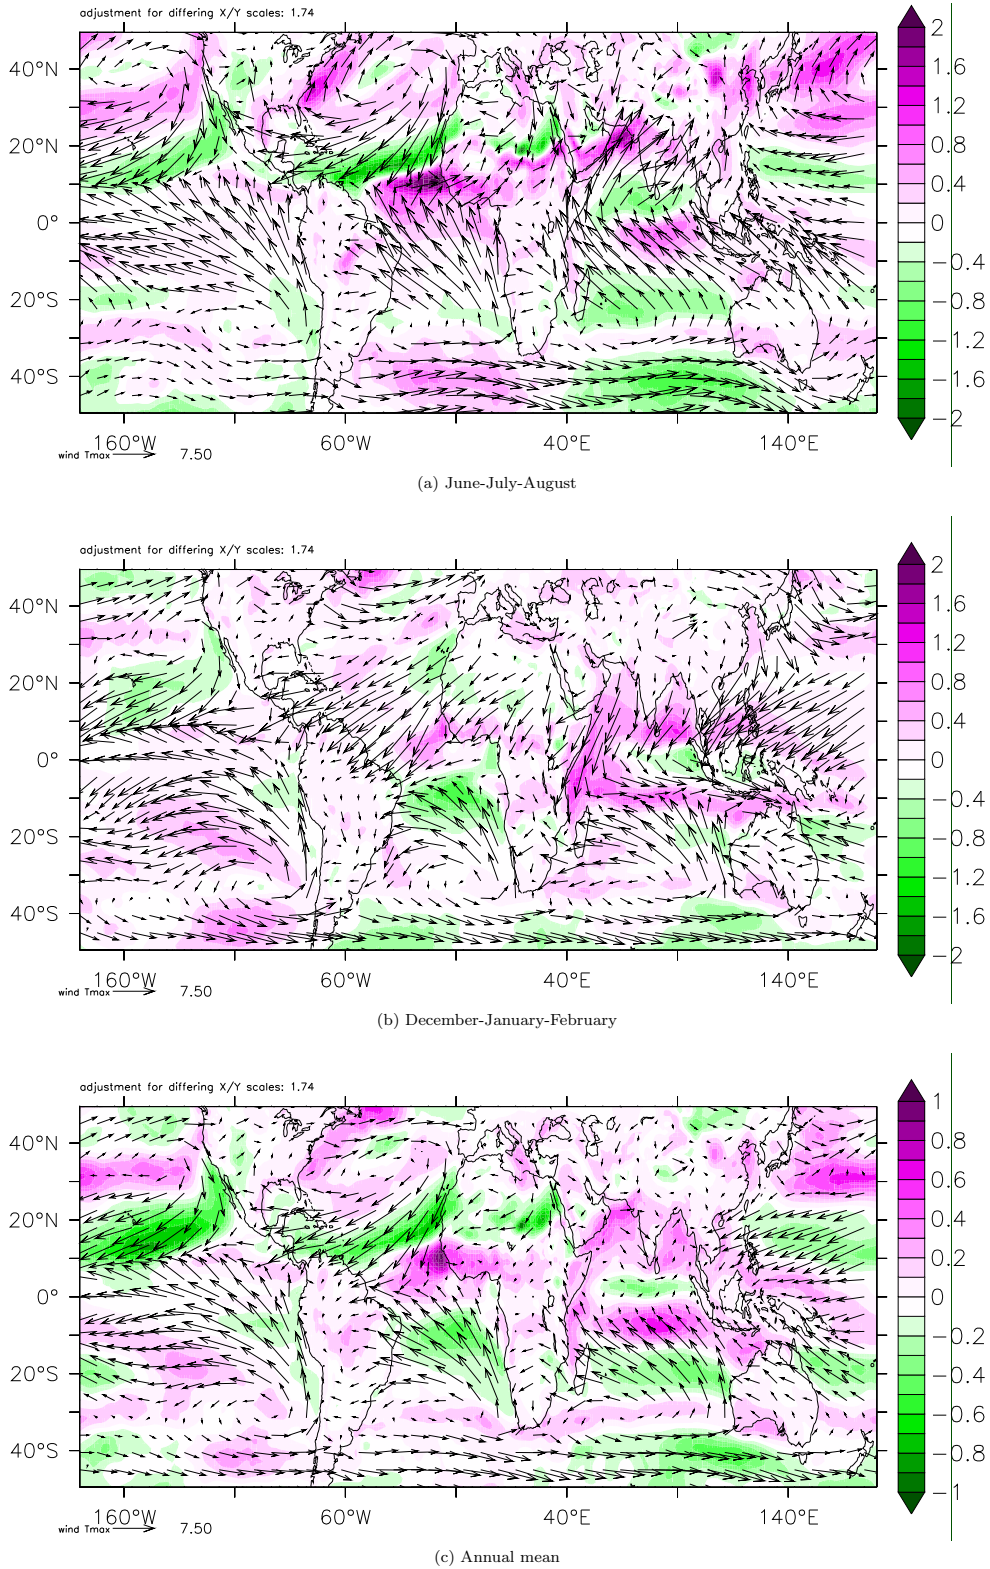 adjustment for differing X/Y scales: 1.74
40°N
20°N
0°
20°S
40°S
160°W 60°W 40°E 140°E
wind Tmax 7.50
2
1.6
1.2
0.8
0.4
0
−0.4
−0.8
−1.2
−1.6
−2
(a) June-July-August
adjustment for differing X/Y scales: 1.74
40°N
20°N
0°
20°S
40°S
160°W 60°W 40°E 140°E
wind Tmax 7.50
2
1.6
1.2
0.8
0.4
0
−0.4
−0.8
−1.2
−1.6
−2
(b) December-January-February
adjustment for differing X/Y scales: 1.74
40°N
20°N
0°
20°S
40°S
160°W 60°W 40°E 140°E
wind Tmax 7.50
1
0.8
0.6
0.4
0.2
0
−0.2
−0.4
−0.6
−0.8
−1
(c) Annual mean